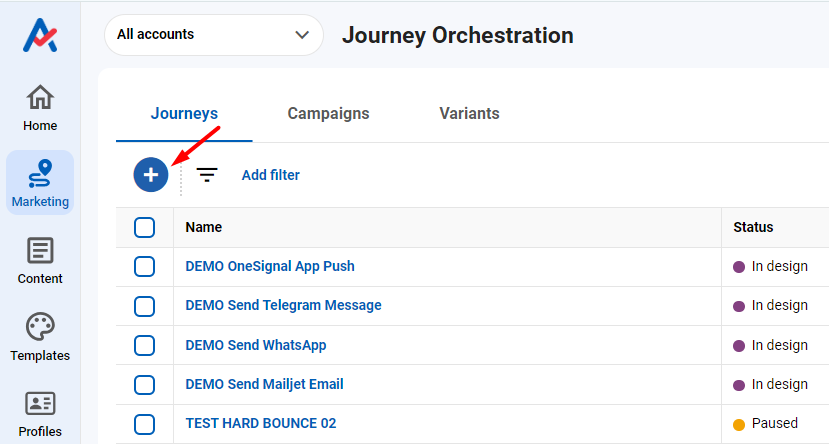 All accounts
Journey Orchestration
Home
Marketing
Content
Templates
Profiles
Journeys Campaigns Variants
Add filter
Name Status
DEMO OneSignal App Push In design
DEMO Send Telegram Message In design
DEMO Send WhatsApp In design
DEMO Send Mailjet Email In design
TEST HARD BOUNCE 02 Paused